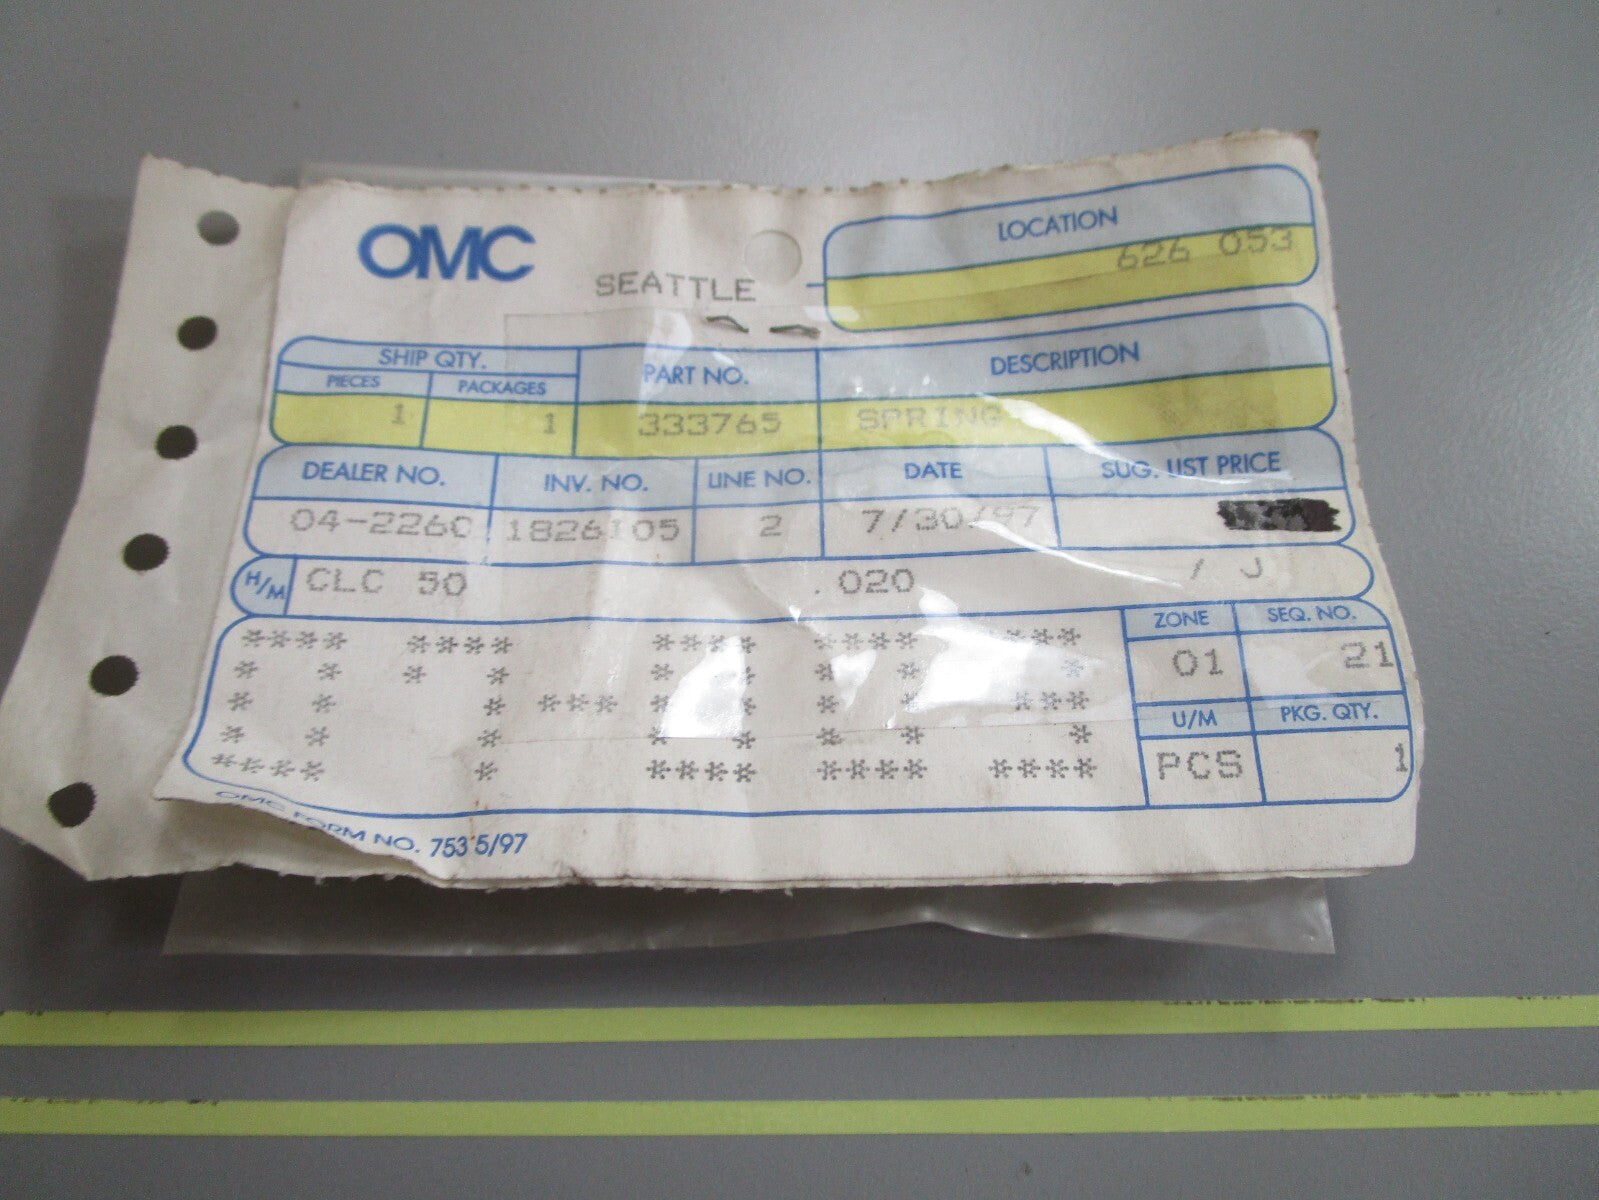 OMC
SEATTLE
LOCATION
626 053
SHIP QTY.
PIECES PACKAGES PART NO. DESCRIPTION
1 1 333765 SPRING
DEALER NO. INV. NO. LINE NO. DATE SUG. LIST PRICE
04-2260 1826105 2 7/30/97
H/M CLC 50 .020 / J
ZONE SEQ. NO.
01 21
U/M PKG. QTY.
PCS 1
OMC FORM NO. 753 5/97